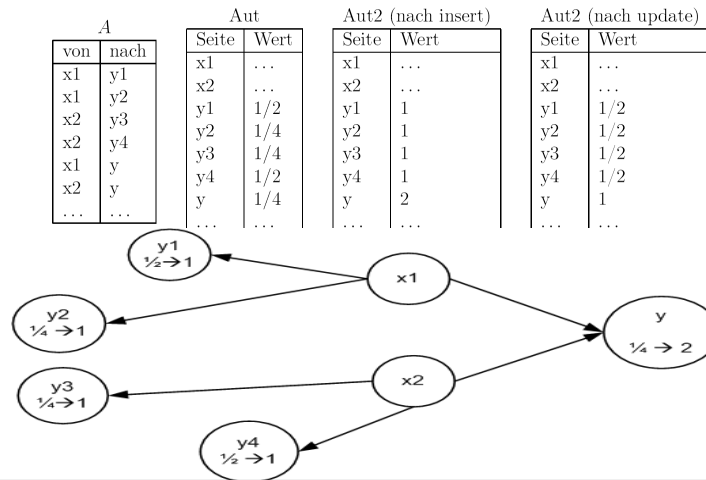 A
von nach
x1 y1
x1 y2
x2 y3
x2 y4
x1 y
x2 y
... ...
Aut
Seite Wert
x1 ...
x2 ...
y1 1/2
y2 1/4
y3 1/4
y4 1/2
y 1/4
... ...
Aut2 (nach insert)
Seite Wert
x1 ...
x2 ...
y1 1
y2 1
y3 1
y4 1
y 2
... ...
Aut2 (nach update)
Seite Wert
x1 ...
x2 ...
y1 1/2
y2 1/2
y3 1/2
y4 1/2
y 1
... ...
y1
½→1
x1
y2
¼→1
y
¼ → 2
y3
¼→1
x2
y4
½ →1